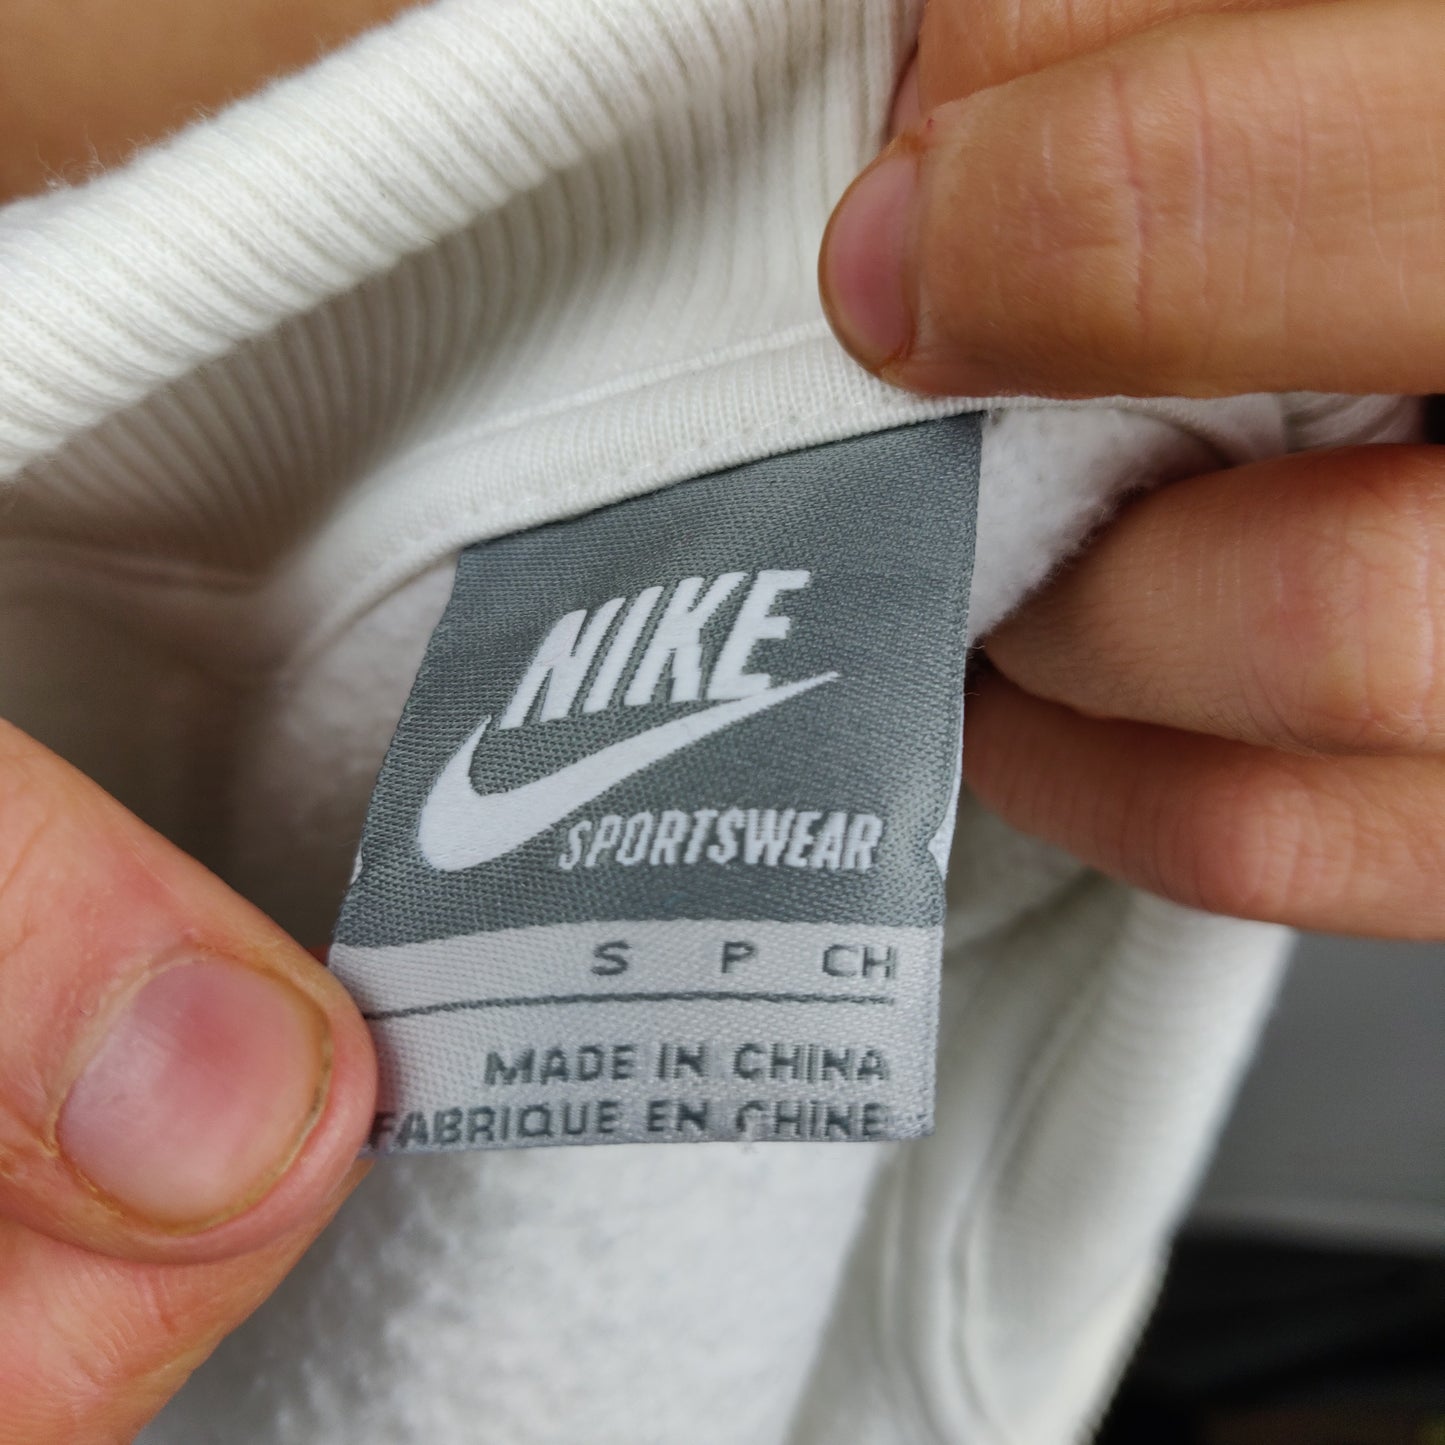 NIKE
SPORTSWEAR
S P CH
MADE IN CHINA
FABRIQUE EN CHINE